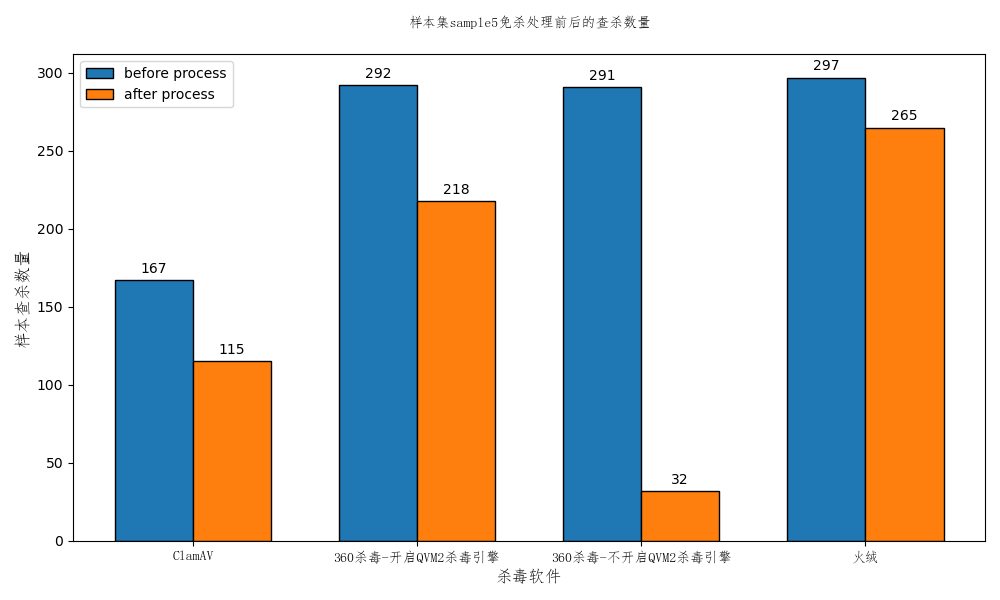 样本集sample5免杀处理前后的查杀数量
before process
after process
样本查杀数量
300
250
200
150
100
50
0
167
115
292
218
291
32
297
265
ClamAV
360杀毒-开启QVM2杀毒引擎
360杀毒-不开启QVM2杀毒引擎
火绒
杀毒软件